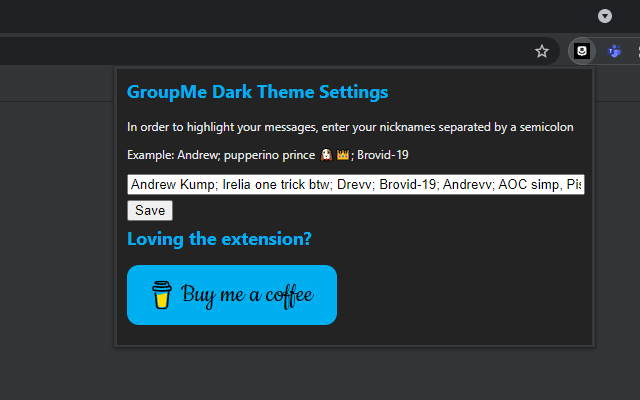 GroupMe Dark Theme Settings
In order to highlight your messages, enter your nicknames separated by a semicolon
Example: Andrew; pupperino prince 🐶 👑; Brovid-19
Andrew Kump; Irelia one trick btw; Drevv; Brovid-19; Andrevv; AOC simp, Pis
Save
Loving the extension?
Buy me a coffee